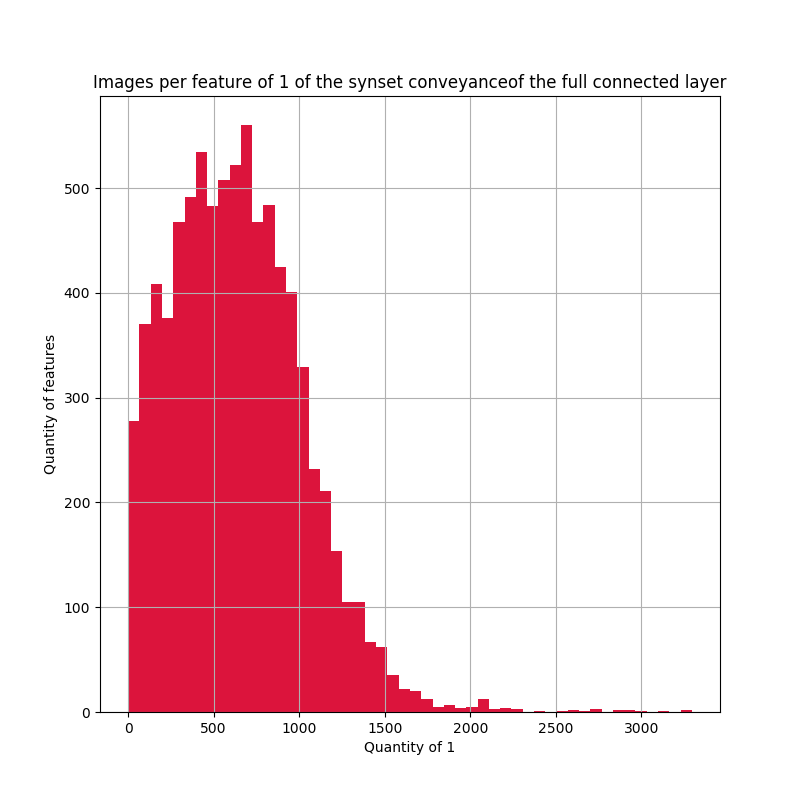 Images per feature of 1 of the synset conveyanceof the full connected layer
Quantity of features
500
400
300
200
100
0
0 500 1000 1500 2000 2500 3000
Quantity of 1